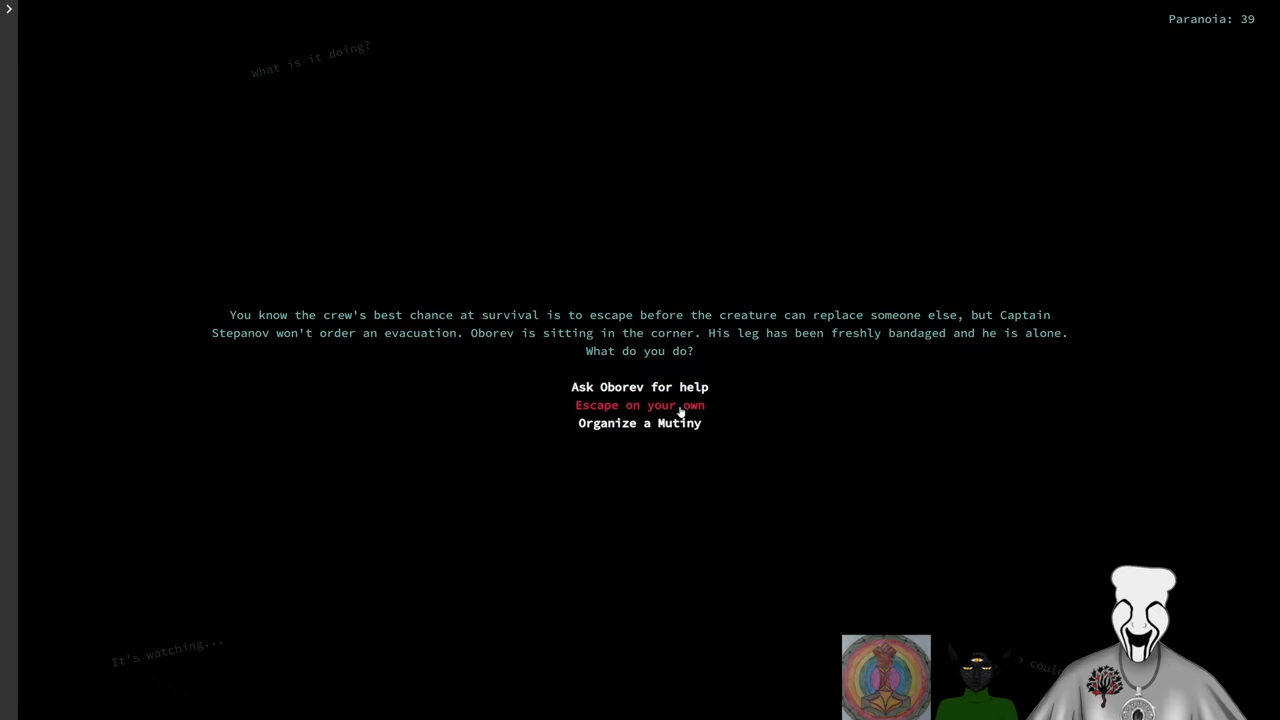 Paranoia: 39
What is it doing?
You know the crew's best chance at survival is to escape before the creature can replace someone else, but Captain
Stepanov won't order an evacuation. Oborev is sitting in the corner. His leg has been freshly bandaged and he is alone.
What do you do?
Ask Oborev for help
Escape on your own
Organize a Mutiny
It's watching...